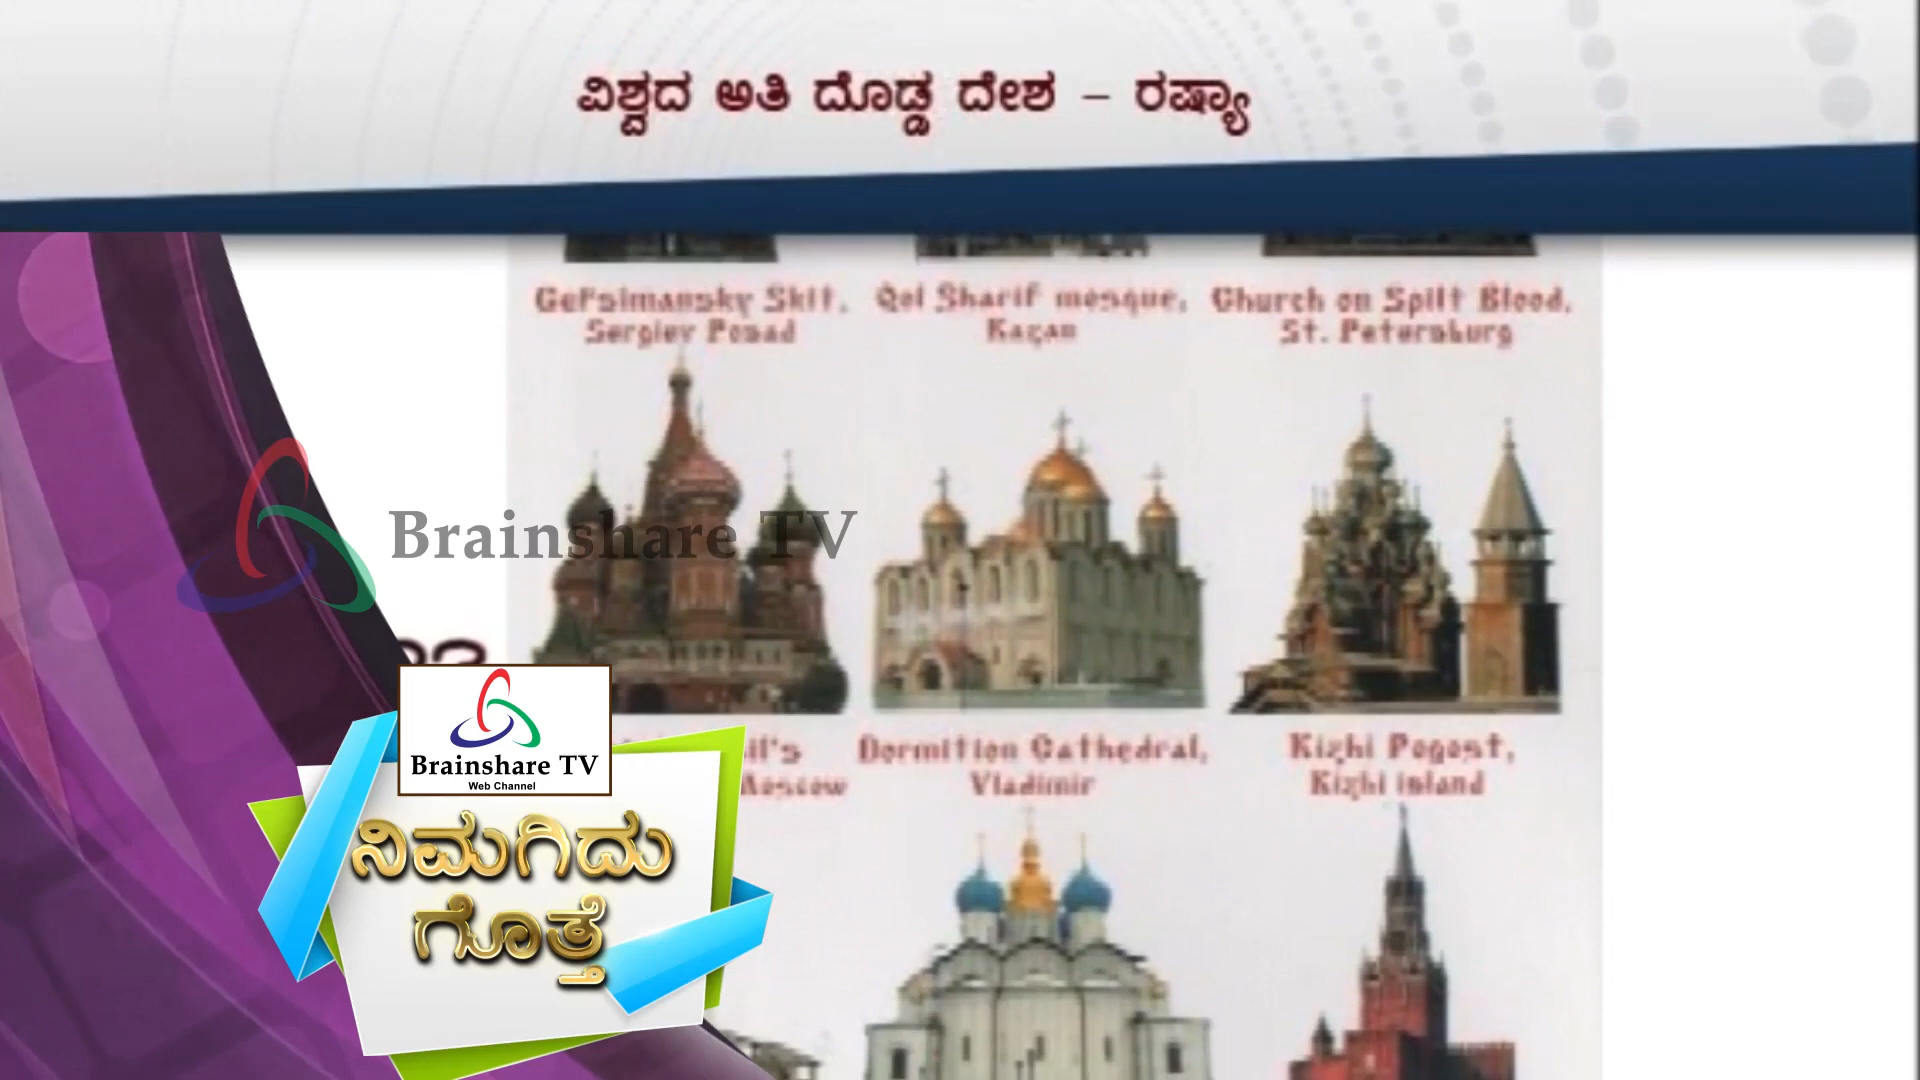 ವಿಶ್ವದ ಅತಿ ದೊಡ್ಡ ದೇಶ - ರಷ್ಯಾ
Gefsimansky Skit,
Sergiev Posad
Qol Sharif mosque,
Kazan
Church on Spilt Blood,
St. Petersburg
Brainshare TV
il's
Moscow
Dormition Cathedral,
Vladimir
Kizhi Pogost,
Kizhi island
Brainshare TV
Web Channel
ನಿಮಗಿದು
ಗೊತ್ತೆ